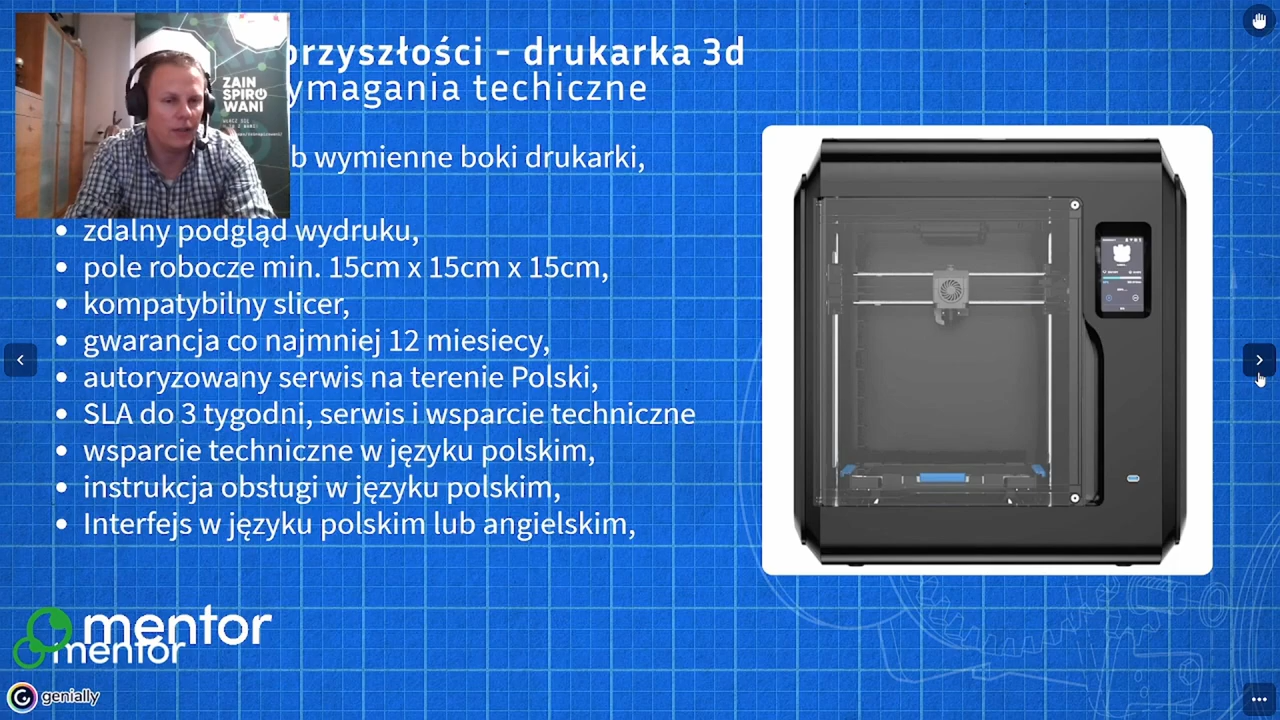 przyszłości - drukarka 3d
ymagania techiczne
ZAIN
SPIRO
WANI
b wymienne boki drukarki,
zdalny podgląd wydruku,
pole robocze min. 15cm x 15cm x 15cm,
kompatybilny slicer,
gwarancja co najmniej 12 miesiecy,
autoryzowany serwis na terenie Polski,
SLA do 3 tygodni, serwis i wsparcie techniczne
wsparcie techniczne w języku polskim,
instrukcja obsługi w języku polskim,
Interfejs w języku polskim lub angielskim,
mentor
mentor
genially